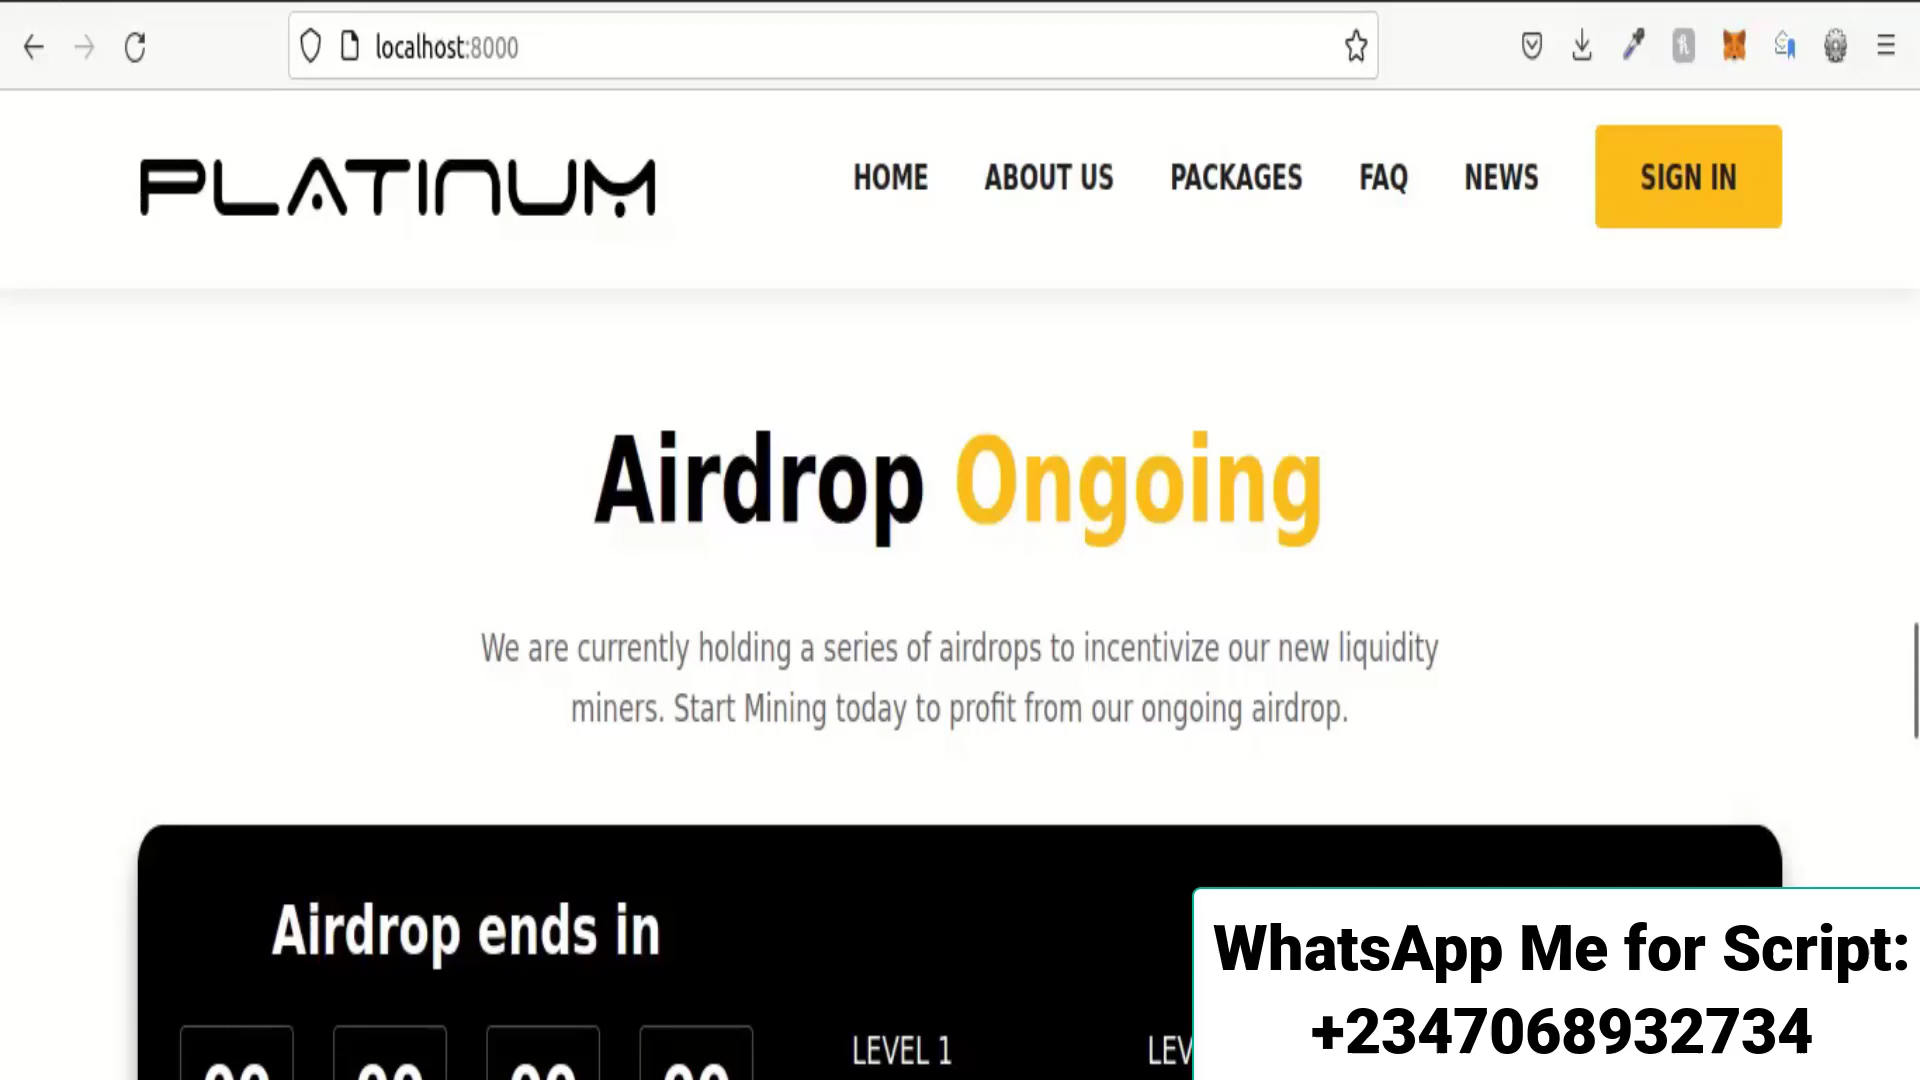 localhost:8000
PLATINUM
HOME ABOUT US PACKAGES FAQ NEWS SIGN IN
Airdrop Ongoing
We are currently holding a series of airdrops to incentivize our new liquidity
miners. Start Mining today to profit from our ongoing airdrop.
Airdrop ends in
LEVEL 1
WhatsApp Me for Script:
+2347068932734